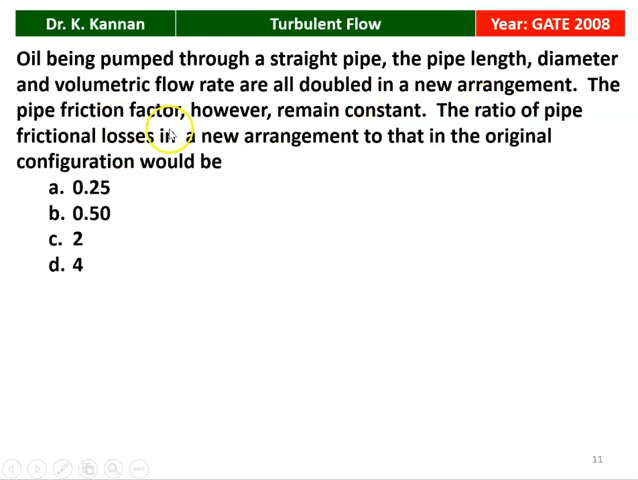 Dr. K. Kannan
Turbulent Flow
Year: GATE 2008
Oil being pumped through a straight pipe, the pipe length, diameter
and volumetric flow rate are all doubled in a new arrangement. The
pipe friction factor, however, remain constant. The ratio of pipe
frictional losses in a new arrangement to that in the original
configuration would be
a. 0.25
b. 0.50
c. 2
d. 4
11